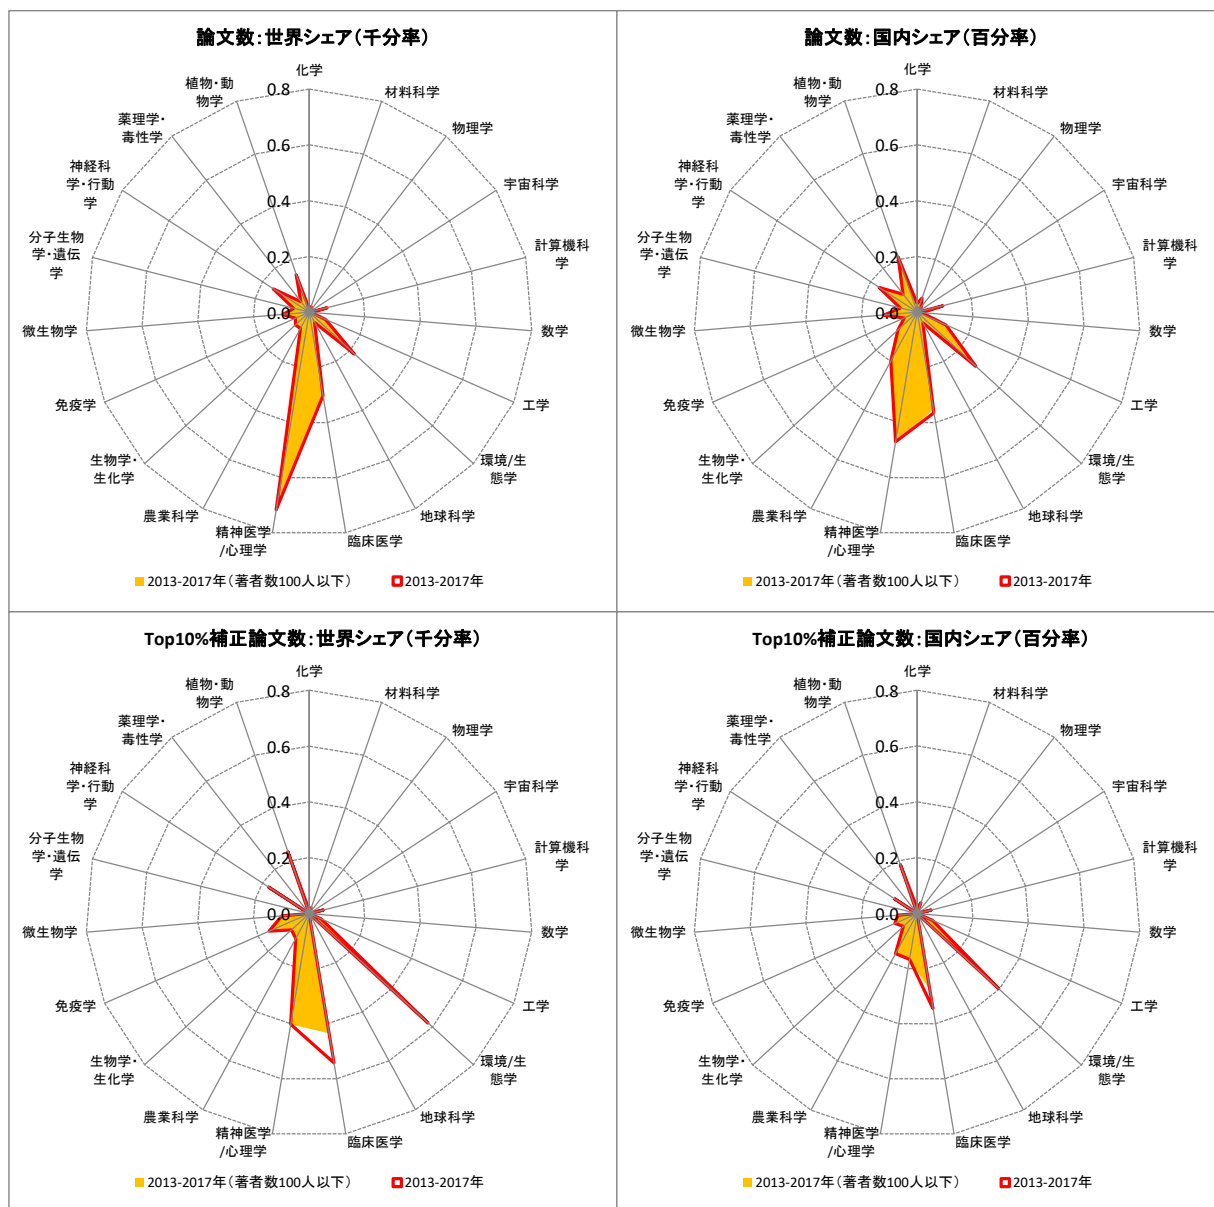 論文数：世界シェア（千分率）
化学
材料科学
物理学
宇宙科学
計算機科
学
数学
工学
環境/生
態学
地球科学
臨床医学
精神医学
/心理学
農業科学
生物学・
生化学
免疫学
微生物学
分子生物
学・遺伝
学
神経科
学・行動
学
薬理学・
毒性学
植物・動
物学
0.8
0.6
0.4
0.2
0.0
2013-2017年（著者数100人以下）
2013-2017年
論文数：国内シェア（百分率）
化学
材料科学
物理学
宇宙科学
計算機科
学
数学
工学
環境/生
態学
地球科学
臨床医学
精神医学
/心理学
農業科学
生物学・
生化学
免疫学
微生物学
分子生物
学・遺伝
学
神経科
学・行動
学
薬理学・
毒性学
植物・動
物学
0.8
0.6
0.4
0.2
0.0
2013-2017年（著者数100人以下）
2013-2017年
Top10%補正論文数：世界シェア（千分率）
化学
材料科学
物理学
宇宙科学
計算機科
学
数学
工学
環境/生
態学
地球科学
臨床医学
精神医学
/心理学
農業科学
生物学・
生化学
免疫学
微生物学
分子生物
学・遺伝
学
神経科
学・行動
学
薬理学・
毒性学
植物・動
物学
0.8
0.6
0.4
0.2
0.0
2013-2017年（著者数100人以下）
2013-2017年
Top10%補正論文数：国内シェア（百分率）
化学
材料科学
物理学
宇宙科学
計算機科
学
数学
工学
環境/生
態学
地球科学
臨床医学
精神医学
/心理学
農業科学
生物学・
生化学
免疫学
微生物学
分子生物
学・遺伝
学
神経科
学・行動
学
薬理学・
毒性学
植物・動
物学
0.8
0.6
0.4
0.2
0.0
2013-2017年（著者数100人以下）
2013-2017年